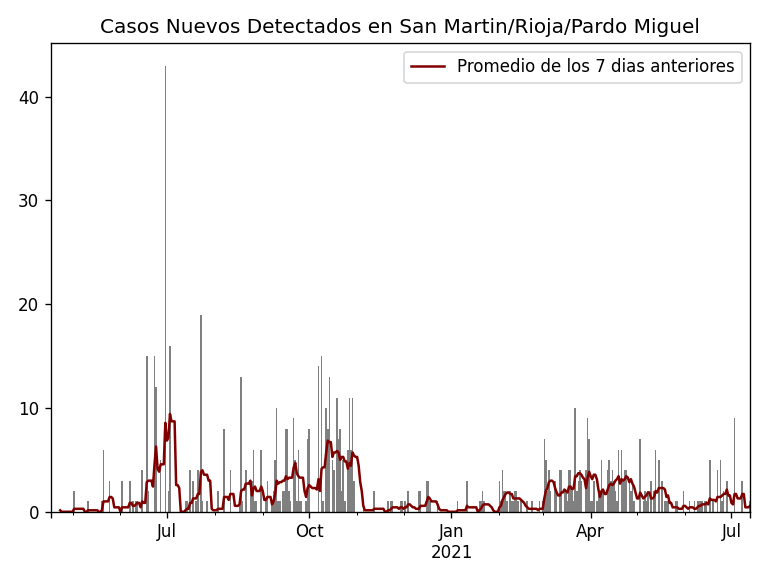 Casos Nuevos Detectados en San Martin/Rioja/Pardo Miguel
Promedio de los 7 dias anteriores
40
30
20
10
0
Jul
Oct
Jan
2021
Apr
Jul